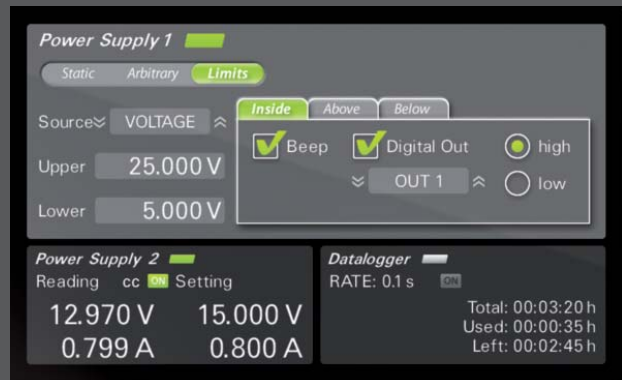 Power Supply 1
Static Arbitrary Limits
Source VOLTAGE
Upper 25.000 V
Lower 5.000 V
Inside Above Below
Beep Digital Out high
OUT 1 low
Power Supply 2
Reading cc ON Setting
12.970 V 15.000 V
0.799 A 0.800 A
Datalogger
RATE: 0.1 s ON
Total: 00:03:20 h
Used: 00:00:35 h
Left: 00:02:45 h